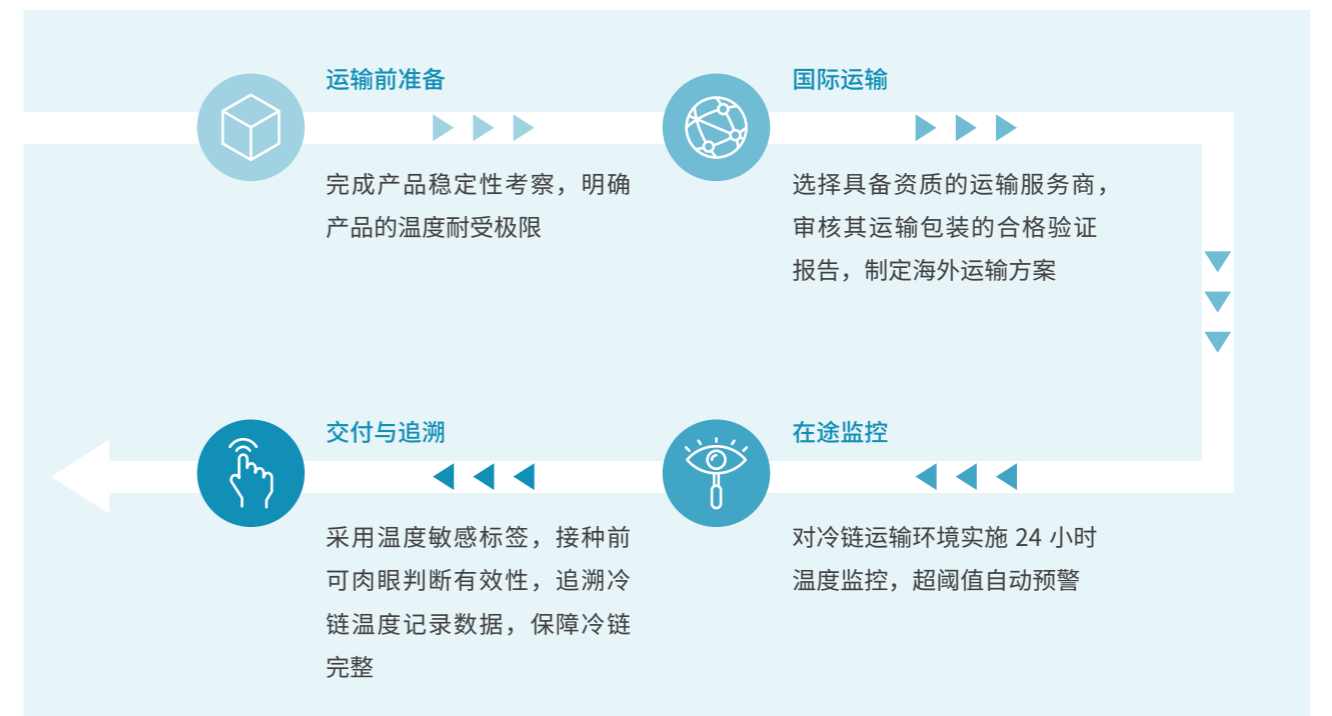 运输前准备
完成产品稳定性考察，明确
产品的温度耐受极限
国际运输
选择具备资质的运输服务商，
审核其运输包装的合格验证
报告，制定海外运输方案
在途监控
对冷链运输环境实施 24 小时
温度监控，超阈值自动预警
交付与追溯
采用温度敏感标签，接种前
可肉眼判断有效性，追溯冷
链温度记录数据，保障冷链
完整